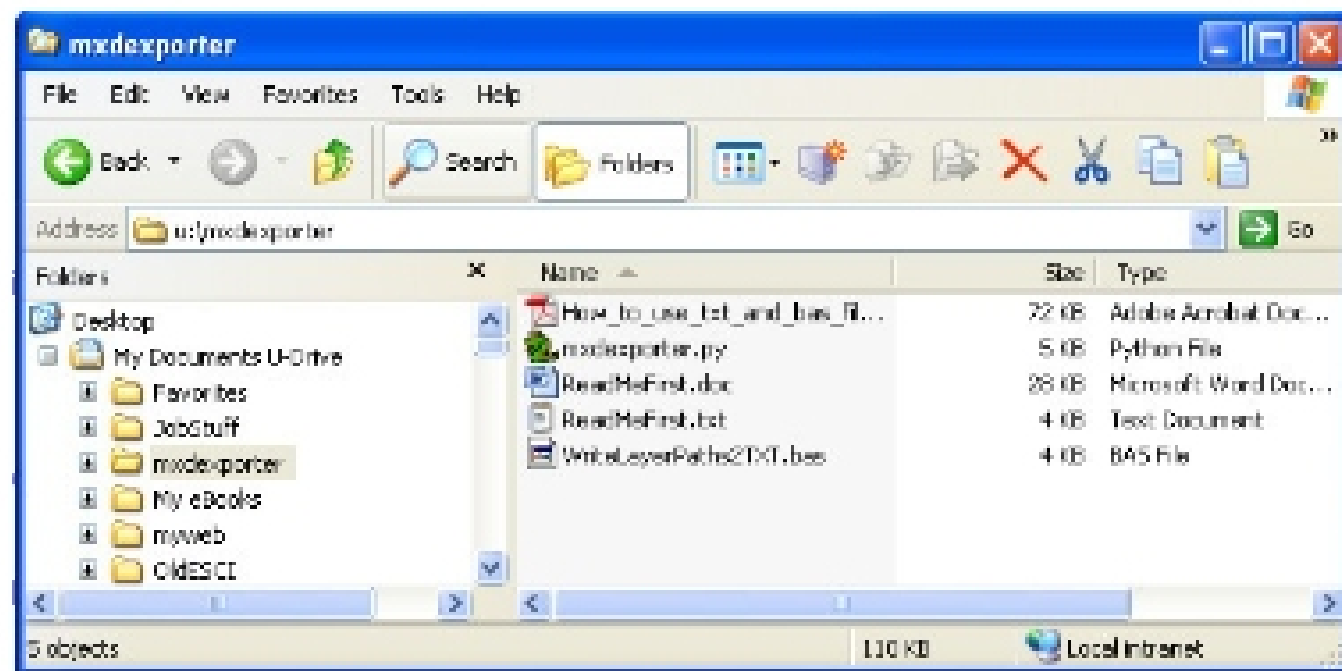 mxdexporter
File Edit View Favorites Tools Help
Back Search Folders
Address u:\mxdexporter Go
Folders
Desktop
My Documents U-Drive
Favorites
JobStuff
mxdexporter
My eBooks
myweb
OldESCI
Name Size Type
How_to_use_txt_and_bas_fil... 72 KB Adobe Acrobat Doc...
mxdexporter.py 5 KB Python File
ReadMeFirst.doc 28 KB Microsoft Word Doc...
ReadMeFirst.txt 4 KB Text Document
WriteLayerPaths2TXT.bas 4 KB BAS File
5 objects 110 KB Local intranet